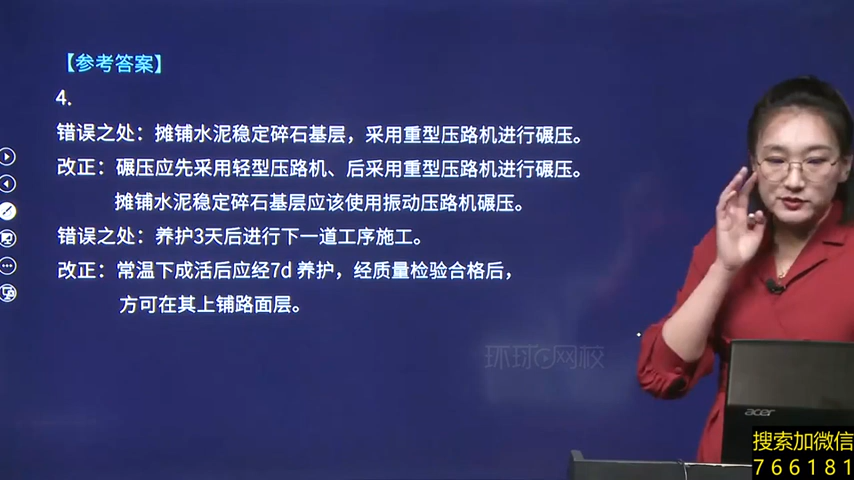 【参考答案】
4.
错误之处：摊铺水泥稳定碎石基层，采用重型压路机进行碾压。
改正：碾压应先采用轻型压路机、后采用重型压路机进行碾压。
摊铺水泥稳定碎石基层应该使用振动压路机碾压。
错误之处：养护3天后进行下一道工序施工。
改正：常温下成活后应经7d 养护，经质量检验合格后，
方可在其上铺路面层。
环球网校
acer
搜索加微信
766181